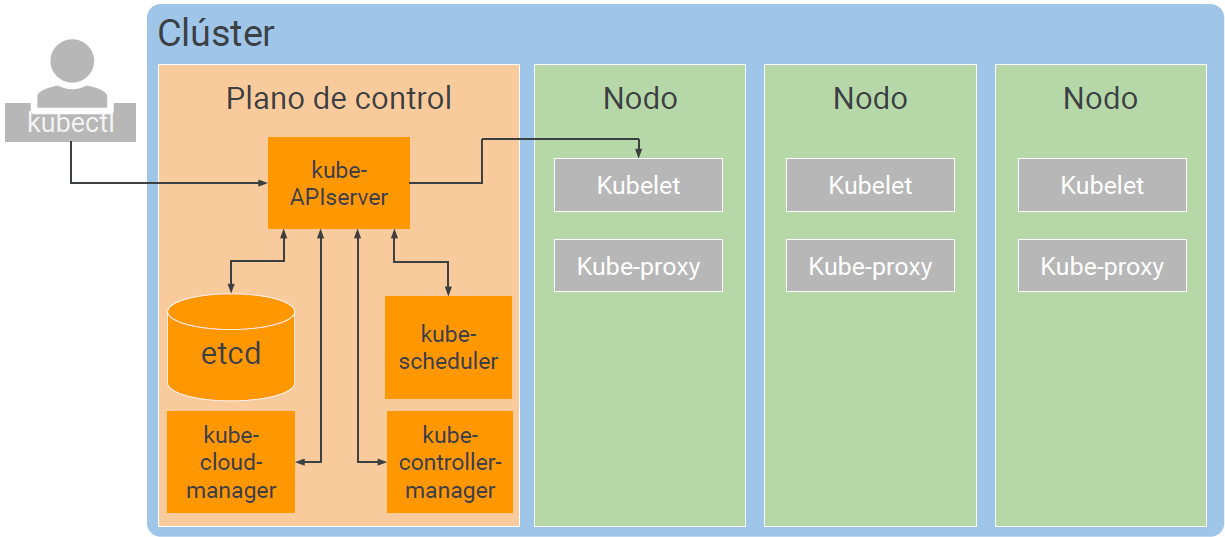 Clúster
kubectl
Plano de control
Nodo
Nodo
Nodo
kube-
APIserver
Kubelet
Kubelet
Kubelet
Kube-proxy
Kube-proxy
Kube-proxy
etcd
kube-
scheduler
kube-
cloud-
manager
kube-
controller-
manager